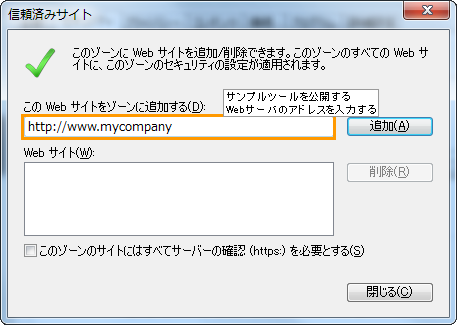 信頼済みサイト
このゾーンに Web サイトを追加/削除できます。このゾーンのすべての Web サ
イトに、このゾーンのセキュリティの設定が適用されます。
この Web サイトをゾーンに追加する(D):
サンプルツールを公開する
Webサーバのアドレスを入力する
http://www.mycompany
追加(A)
Web サイト(W):
削除(R)
このゾーンのサイトにはすべてサーバーの確認 (https:) を必要とする(S)
閉じる(C)